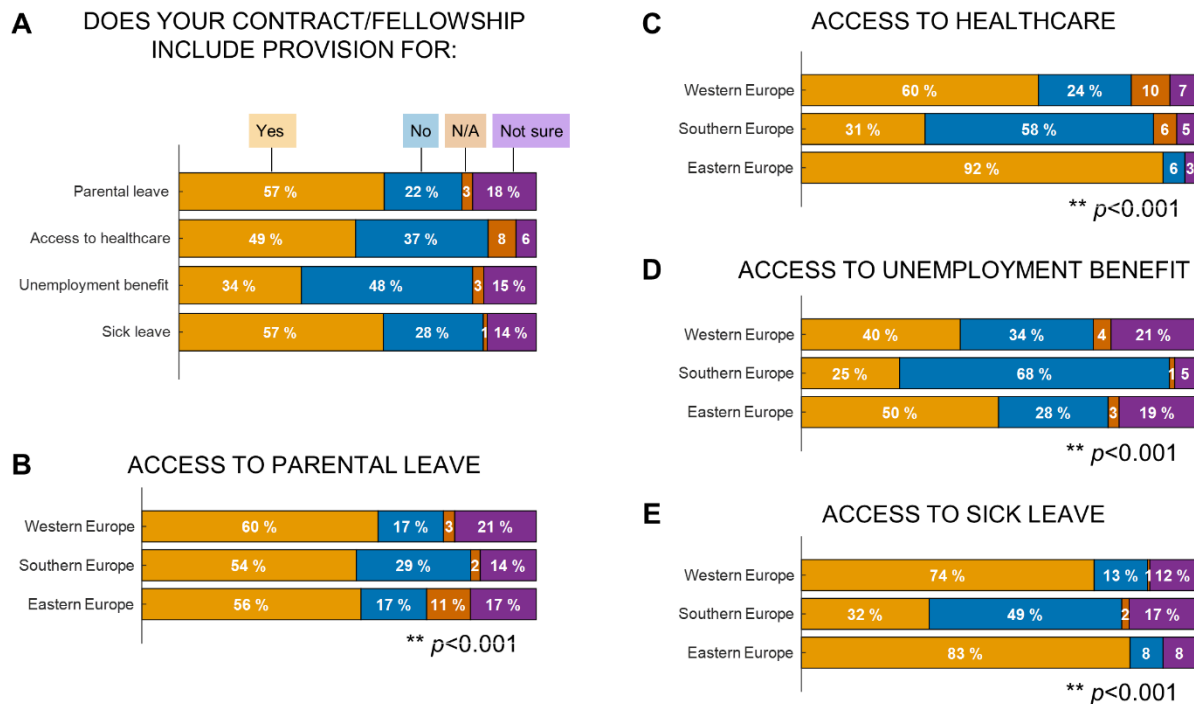 A
DOES YOUR CONTRACT/FELLOWSHIP
INCLUDE PROVISION FOR:
Yes No N/A Not sure
Parental leave 57 % 22 % 3 18 %
Access to healthcare 49 % 37 % 8 6
Unemployment benefit 34 % 48 % 3 15 %
Sick leave 57 % 28 % 1 14 %
B
ACCESS TO PARENTAL LEAVE
Western Europe 60 % 17 % 3 21 %
Southern Europe 54 % 29 % 2 14 %
Eastern Europe 56 % 17 % 11 % 17 %
** p<0.001
C
ACCESS TO HEALTHCARE
Western Europe 60 % 24 % 10 7
Southern Europe 31 % 58 % 6 5
Eastern Europe 92 % 6 3
** p<0.001
D
ACCESS TO UNEMPLOYMENT BENEFIT
Western Europe 40 % 34 % 4 21 %
Southern Europe 25 % 68 % 1 5
Eastern Europe 50 % 28 % 3 19 %
** p<0.001
E
ACCESS TO SICK LEAVE
Western Europe 74 % 13 % 1 12 %
Southern Europe 32 % 49 % 2 17 %
Eastern Europe 83 % 8 8
** p<0.001